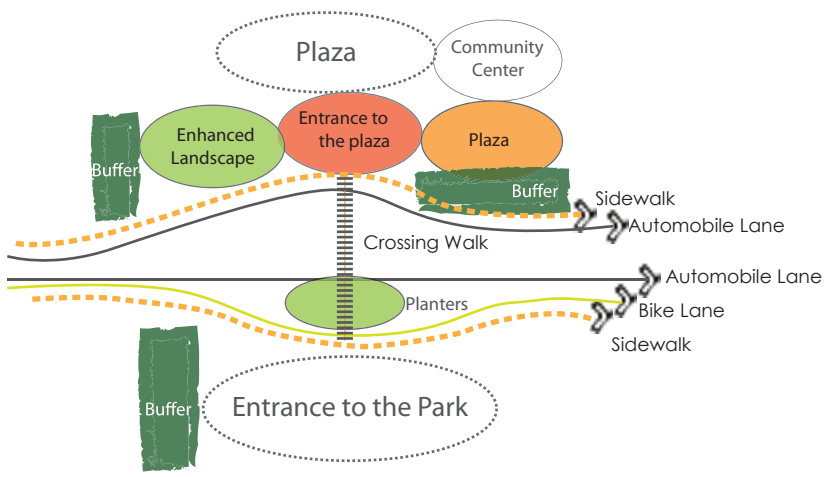 Plaza
Community
Center
Entrance to
the plaza
Enhanced
Landscape
Plaza
Buffer
Buffer
Sidewalk
Automobile Lane
Crossing Walk
Automobile Lane
Planters
Bike Lane
Sidewalk
Buffer
Entrance to the Park